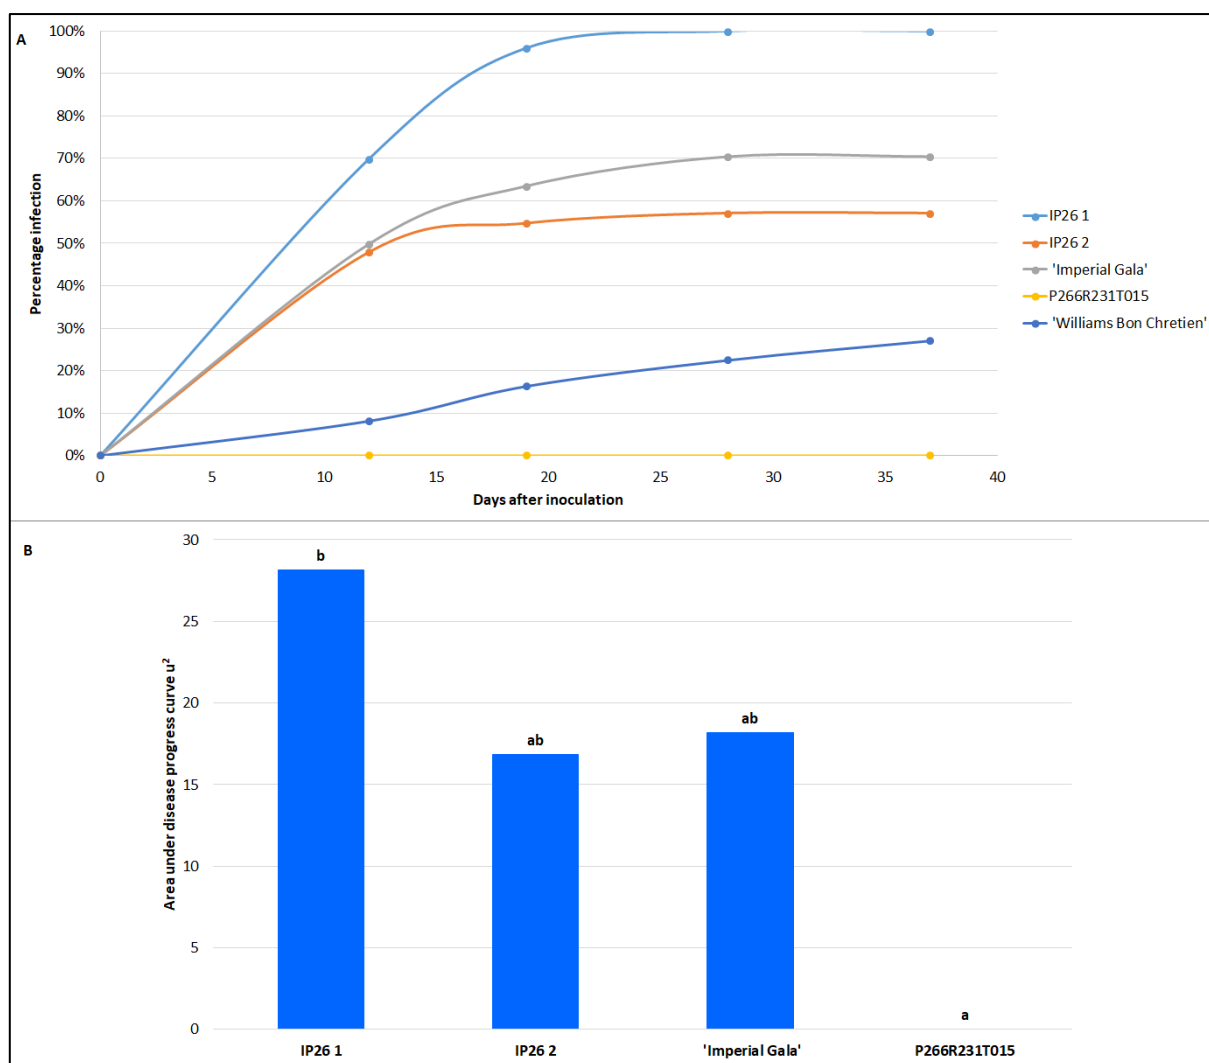 A
100%
90%
80%
70%
60%
50%
40%
30%
20%
10%
0%
Percentage infection
0 5 10 15 20 25 30 35 40
Days after inoculation
IP26 1
IP26 2
'Imperial Gala'
P266R231T015
'Williams Bon Chretien'
B
30
25
20
15
10
5
0
Area under disease progress curve u²
b
ab
ab
a
IP26 1 IP26 2 'Imperial Gala' P266R231T015